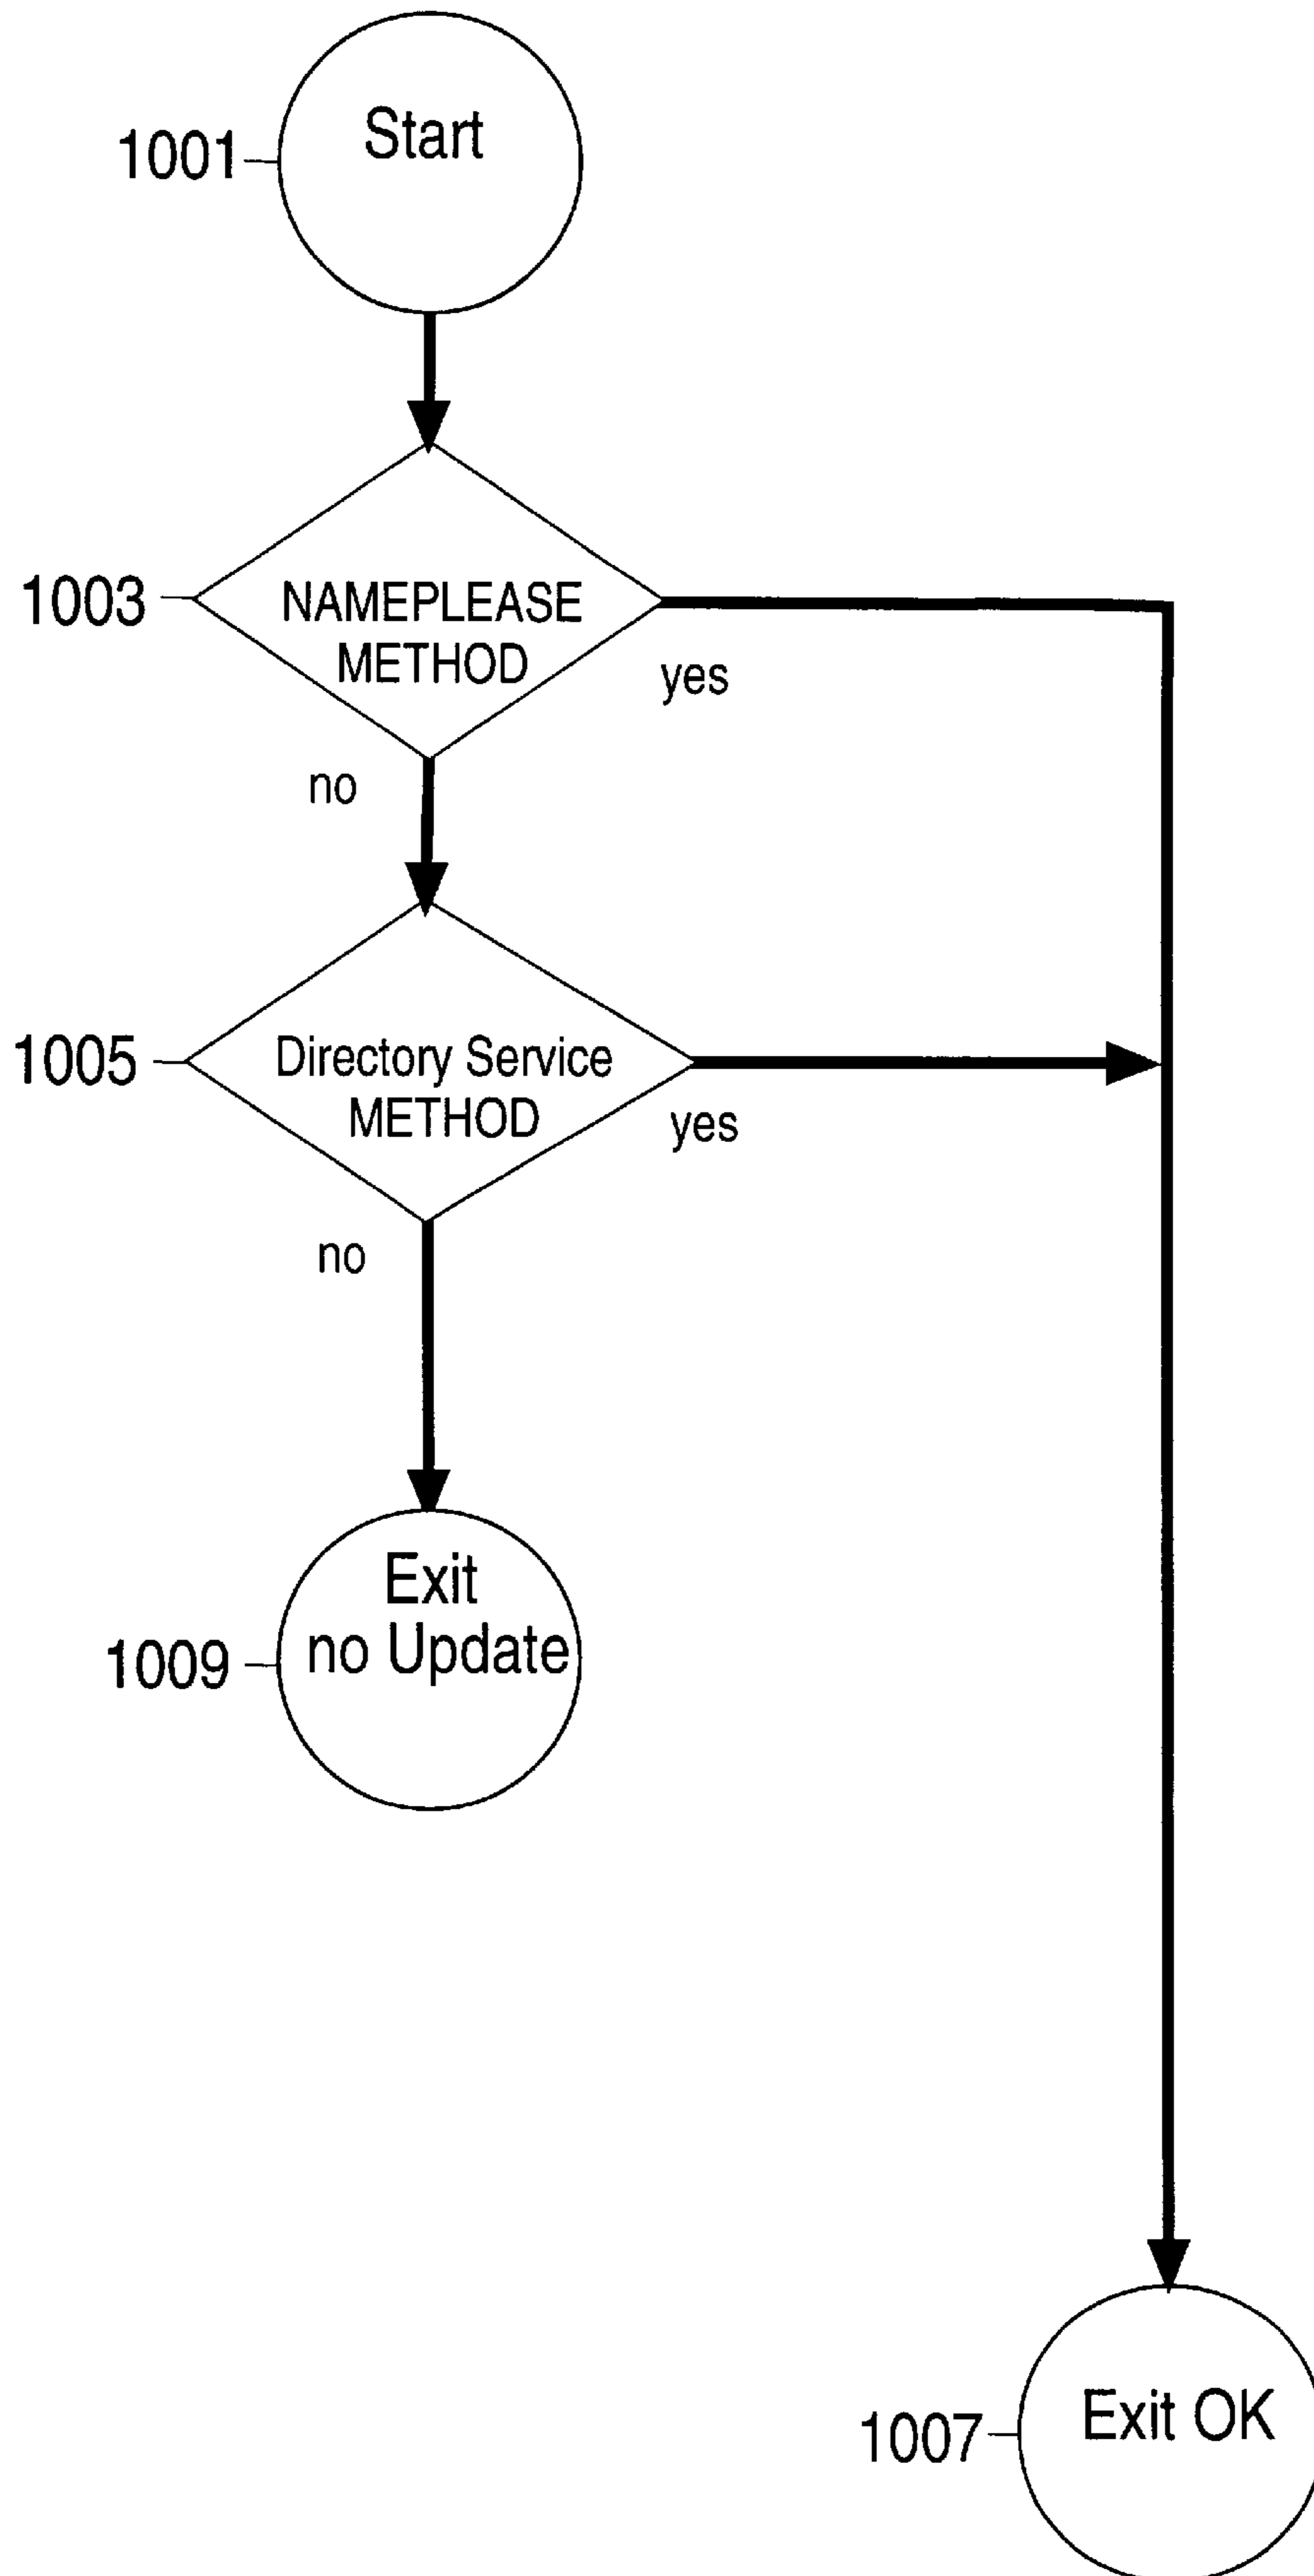 Start
1001
1003
NAMEPLEASE
METHOD
yes
no
1005
Directory Service
METHOD
yes
no
Exit
no Update
1009
Exit OK
1007